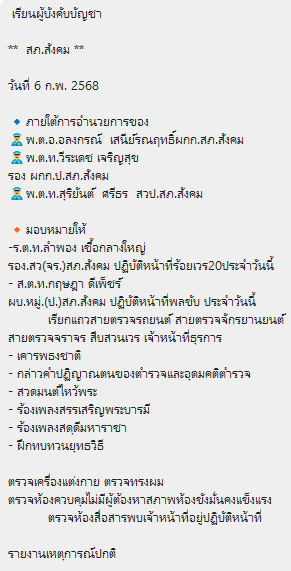 เรียนผู้บังคับบัญชา
** สภ.สังคม **
วันที่ 6 ก.พ. 2568
🔹ภายใต้การอำนวยการของ
👮พ.ต.อ.อลงกรณ์ เสนีย์รณฤทธิ์ผกก.สภ.สังคม
👮พ.ต.ท.วีระเดช เจริญสุข
รอง ผกก.ป.สภ.สังคม
👮พ.ต.ท.สุริยันต์ ศรีธร สวป.สภ.สังคม
🔸มอบหมายให้
-ร.ต.ท.ลำพอง เชื้อกลางใหญ่
รอง.สว(จร.)สภ.สังคม ปฏิบัติหน้าที่ร้อยเวร20ประจำวันนี้
- ส.ต.ท.กฤษฎา ดีเพ็ชร์
ผบ.หมู่.(ป.)สภ.สังคม ปฏิบัติหน้าที่พลขับ ประจำวันนี้
เรียกแถวสายตรวจรถยนต์ สายตรวจจักรยานยนต์
สายตรวจจราจร สืบสวนเวร เจ้าหน้าที่ธุรการ
- เคารพธงชาติ
- กล่าวคำปฏิญาณตนของตำรวจและอุดมคติตำรวจ
- สวดมนต์ไหว้พระ
- ร้องเพลงสรรเสริญพระบารมี
- ร้องเพลงสดุดีมหาราชา
- ฝึกทบทวนยุทธวิธี
ตรวจเครื่องแต่งกาย ตรวจทรงผม
ตรวจห้องควบคุมไม่มีผู้ต้องหาสภาพห้องขังมั่นคงแข็งแรง
ตรวจห้องสื่อสารพบเจ้าหน้าที่อยู่ปฏิบัติหน้าที่
รายงานเหตุการณ์ปกติ